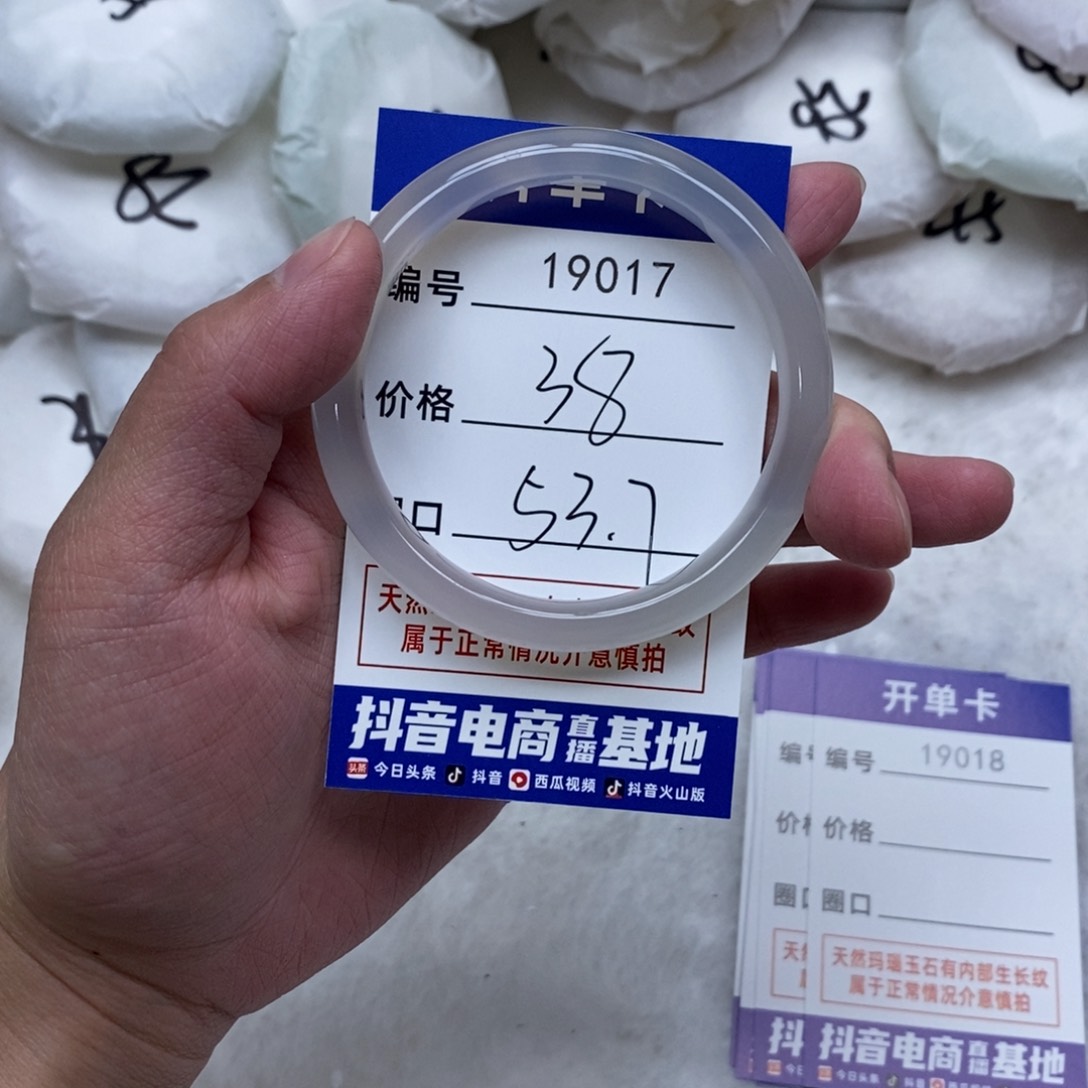 编号 19017
价格 38
口 53.7
天然
属于正常情况介意慎拍
抖音电商直播基地
今日头条 抖音 西瓜视频 抖音火山版
开单卡
编号 19018
价格
圈口
天然玛瑙玉石有内部生长纹
属于正常情况介意慎拍
抖音电商直播基地